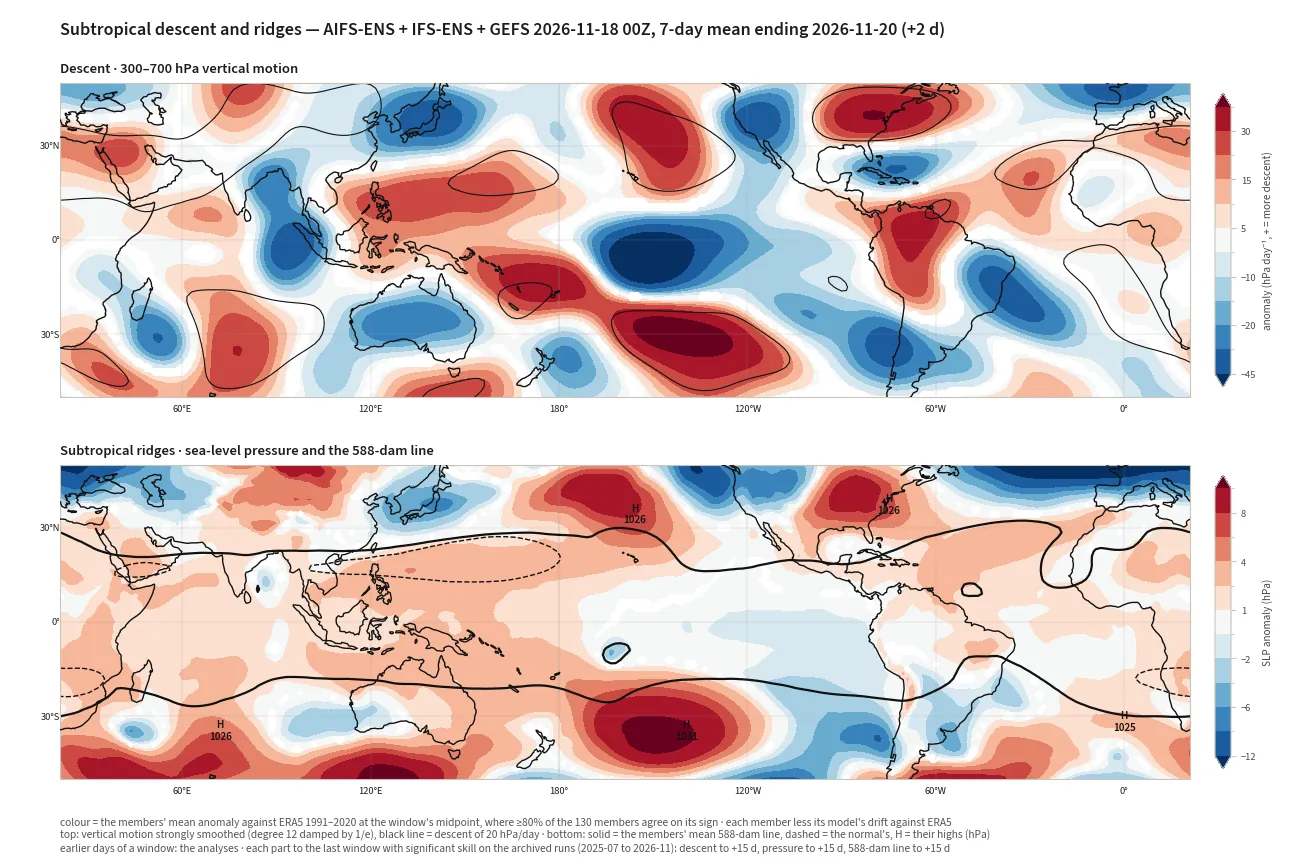 Subtropical descent and ridges — AIFS-ENS + IFS-ENS + GEFS 2026-11-18 00Z, 7-day mean ending 2026-11-20 (+2 d)
Descent · 300–700 hPa vertical motion
30°N
0°
30°S
60°E
120°E
180°
120°W
60°W
0°
30
15
5
−10
−20
−45
anomaly (hPa day⁻¹, + = more descent)
Subtropical ridges · sea-level pressure and the 588-dam line
30°N
0°
30°S
H
1026
H
1026
H
1026
H
1031
H
1025
60°E
120°E
180°
120°W
60°W
0°
8
4
1
−2
−6
−12
SLP anomaly (hPa)
colour = the members' mean anomaly against ERA5 1991–2020 at the window's midpoint, where ≥80% of the 130 members agree on its sign · each member less its model's drift against ERA5
top: vertical motion strongly smoothed (degree 12 damped by 1/e), black line = descent of 20 hPa/day · bottom: solid = the members' mean 588-dam line, dashed = the normal's, H = their highs (hPa)
earlier days of a window: the analyses · each part to the last window with significant skill on the archived runs (2025-07 to 2026-11): descent to +15 d, pressure to +15 d, 588-dam line to +15 d